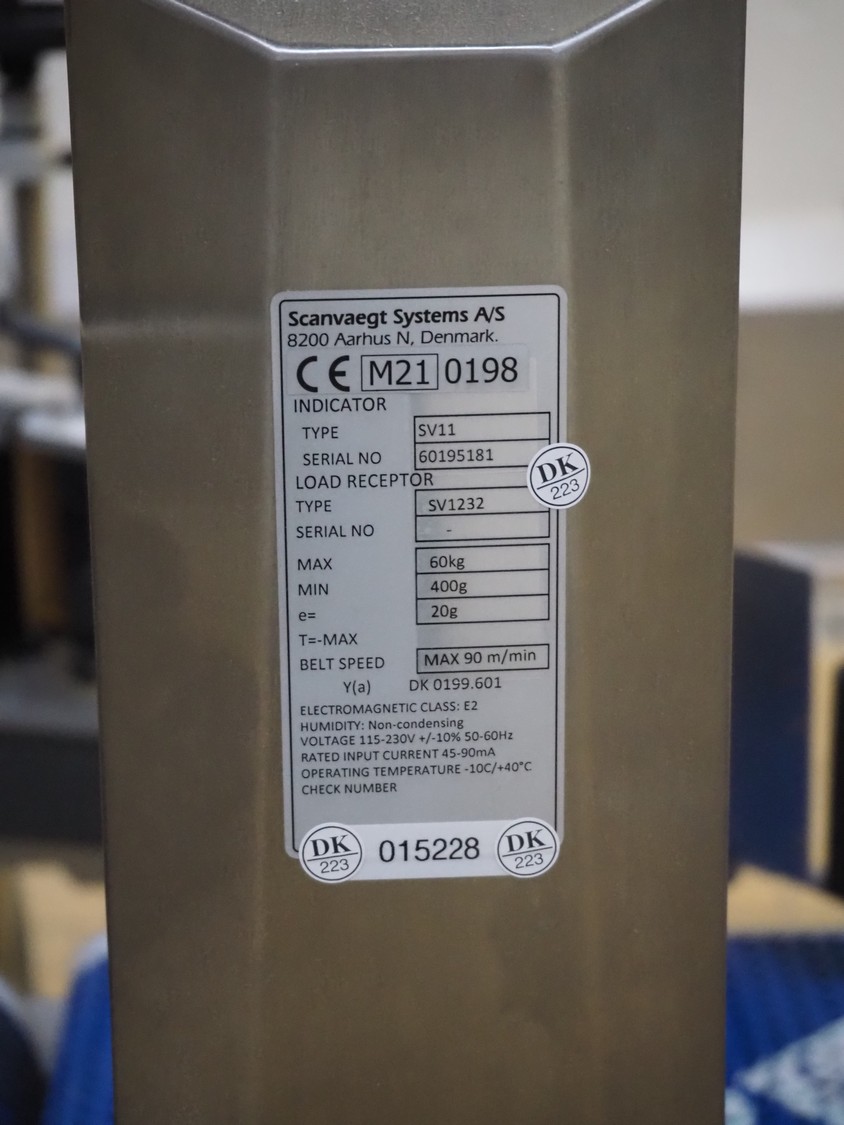 Scanvaegt Systems A/S
8200 Aarhus N, Denmark.
CE M21 0198
INDICATOR
TYPE SV11
SERIAL NO 60195181
DK
223
LOAD RECEPTOR
TYPE SV1232
SERIAL NO -
MAX 60kg
MIN 400g
e= 20g
T=-MAX
BELT SPEED MAX 90 m/min
Y(a) DK 0199.601
ELECTROMAGNETIC CLASS: E2
HUMIDITY: Non-condensing
VOLTAGE 115-230V +/-10% 50-60Hz
RATED INPUT CURRENT 45-90mA
OPERATING TEMPERATURE -10C/+40°C
CHECK NUMBER
DK
223
015228
DK
223